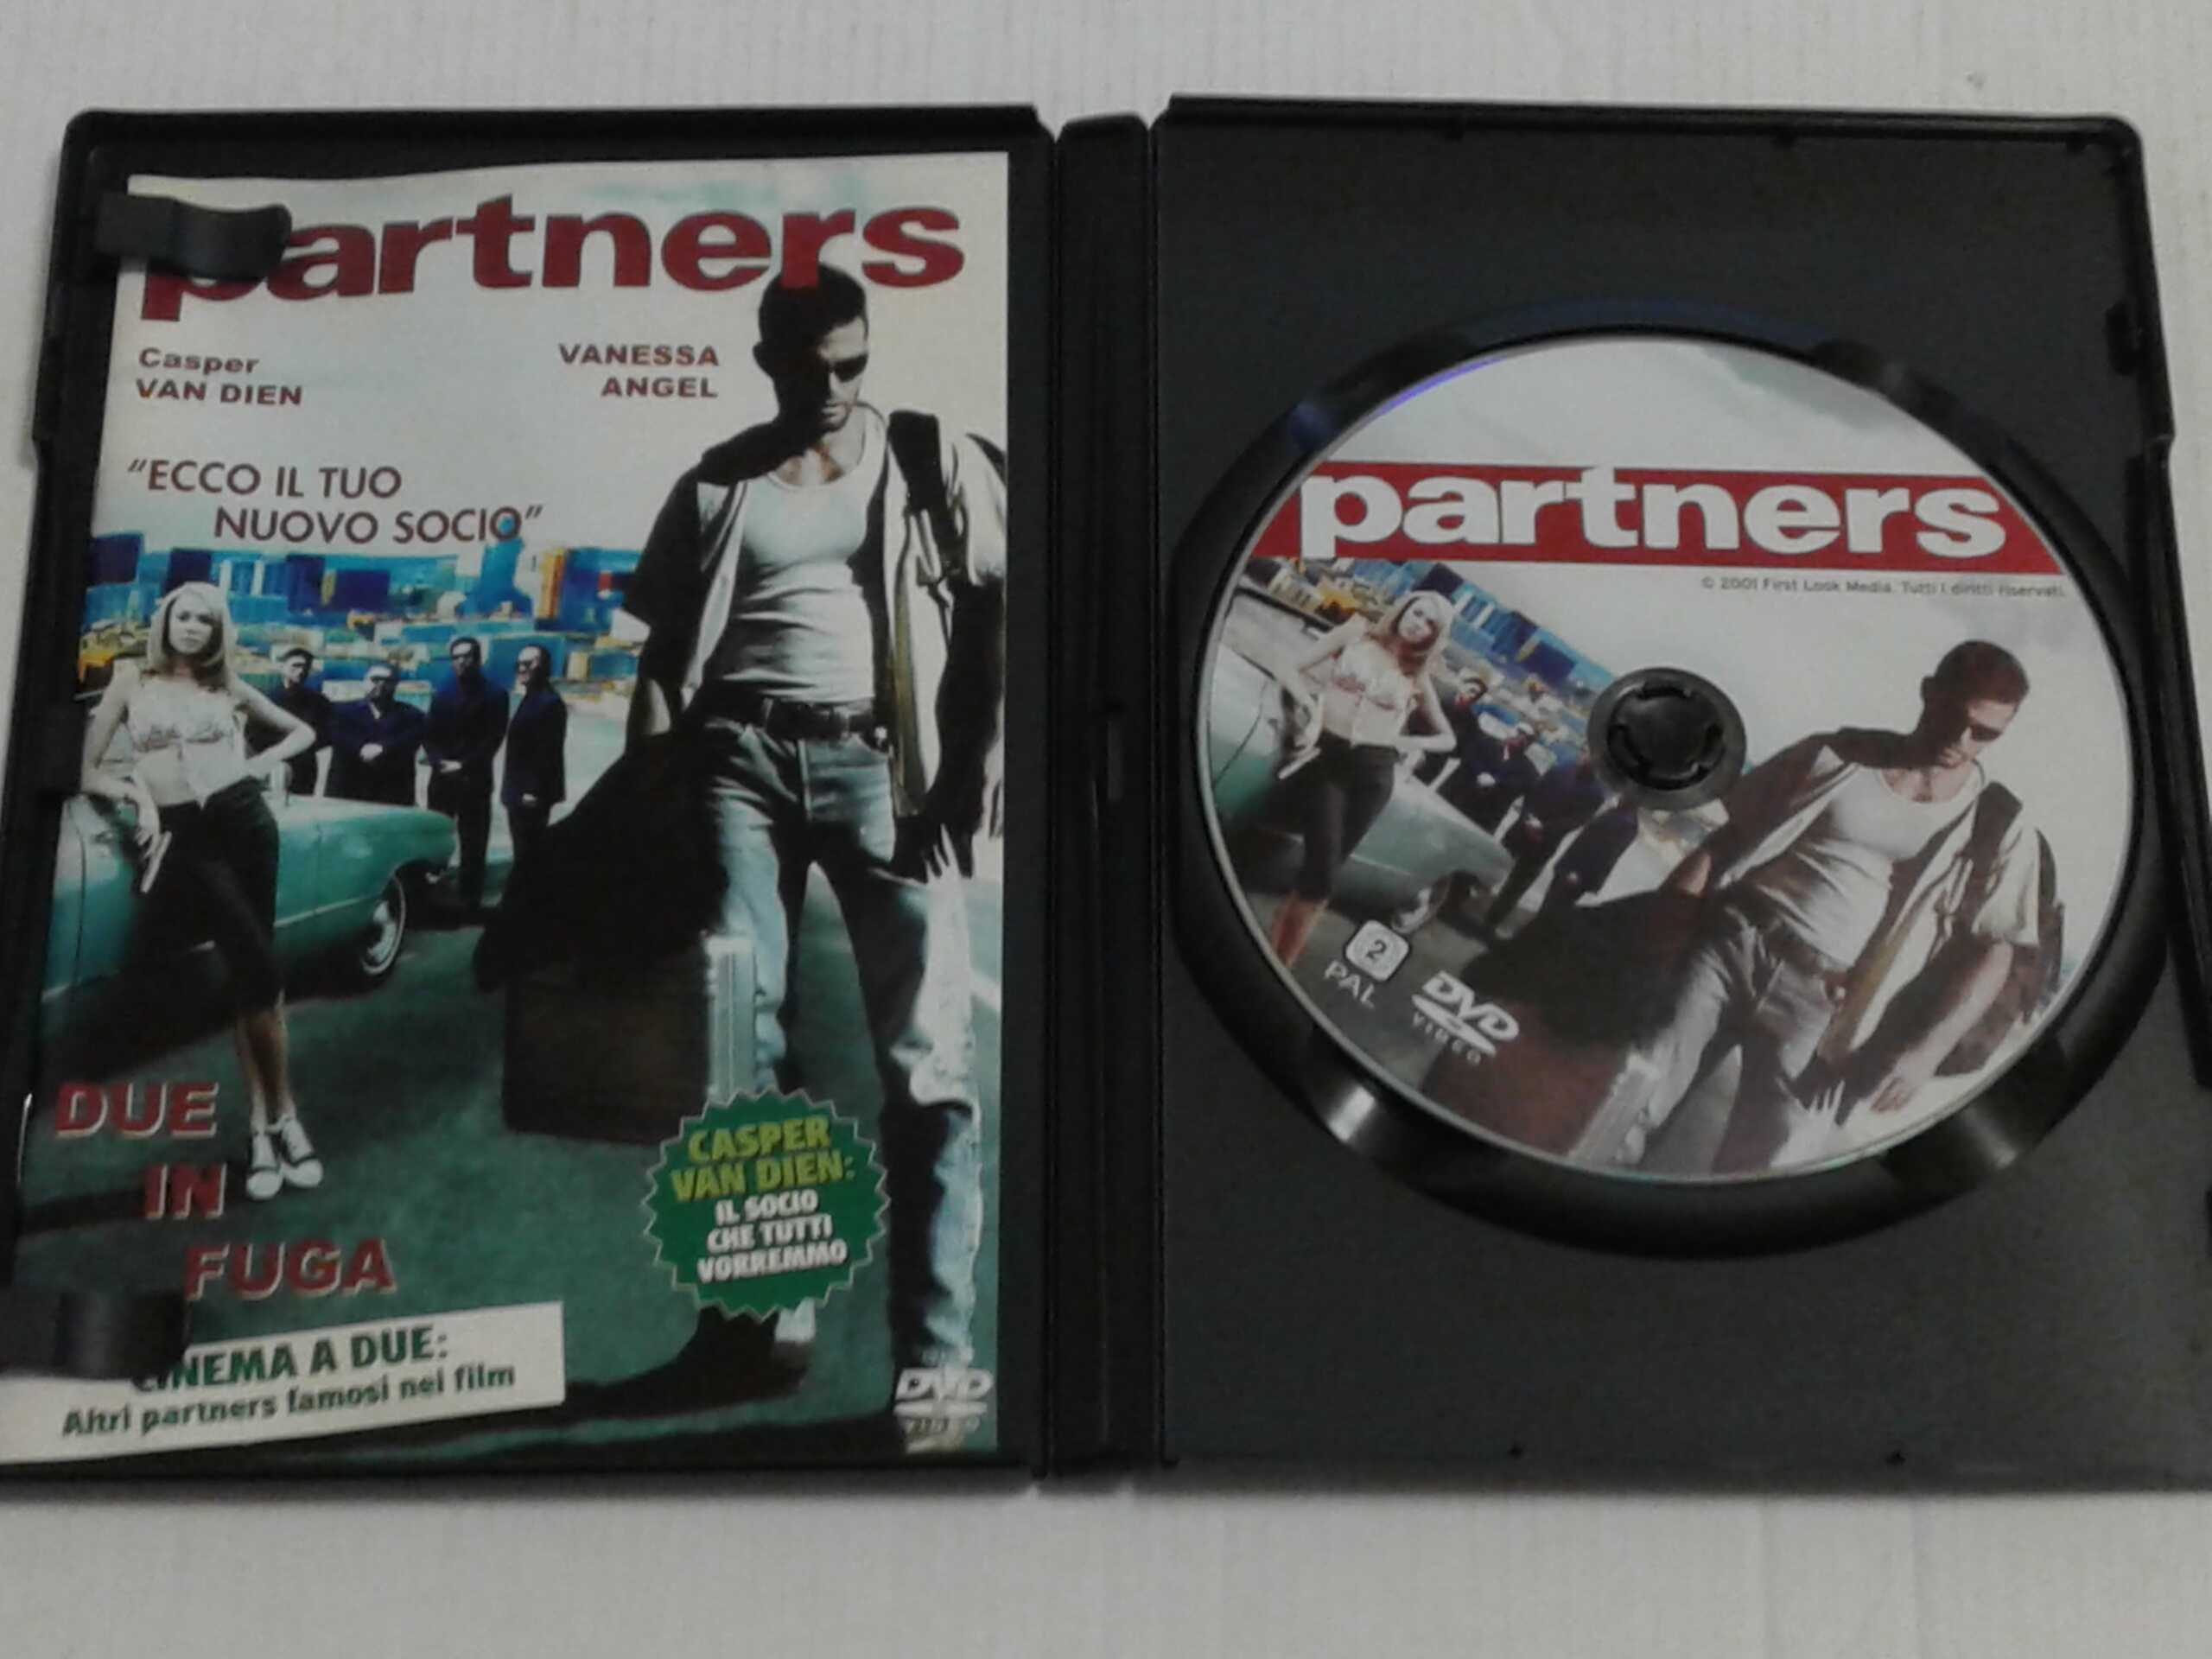 partners
Casper
VAN DIEN
VANESSA
ANGEL
"ECCO IL TUO
NUOVO SOCIO"
DUE
IN
FUGA
CASPER
VAN DIEN:
IL SOCIO
CHE TUTTI
VORREMMO
CINEMA A DUE:
Altri partners famosi nei film
DVD
partners
© 2001 First Look Media. Tutti i diritti riservati.
2
PAL
DVD
VIDEO